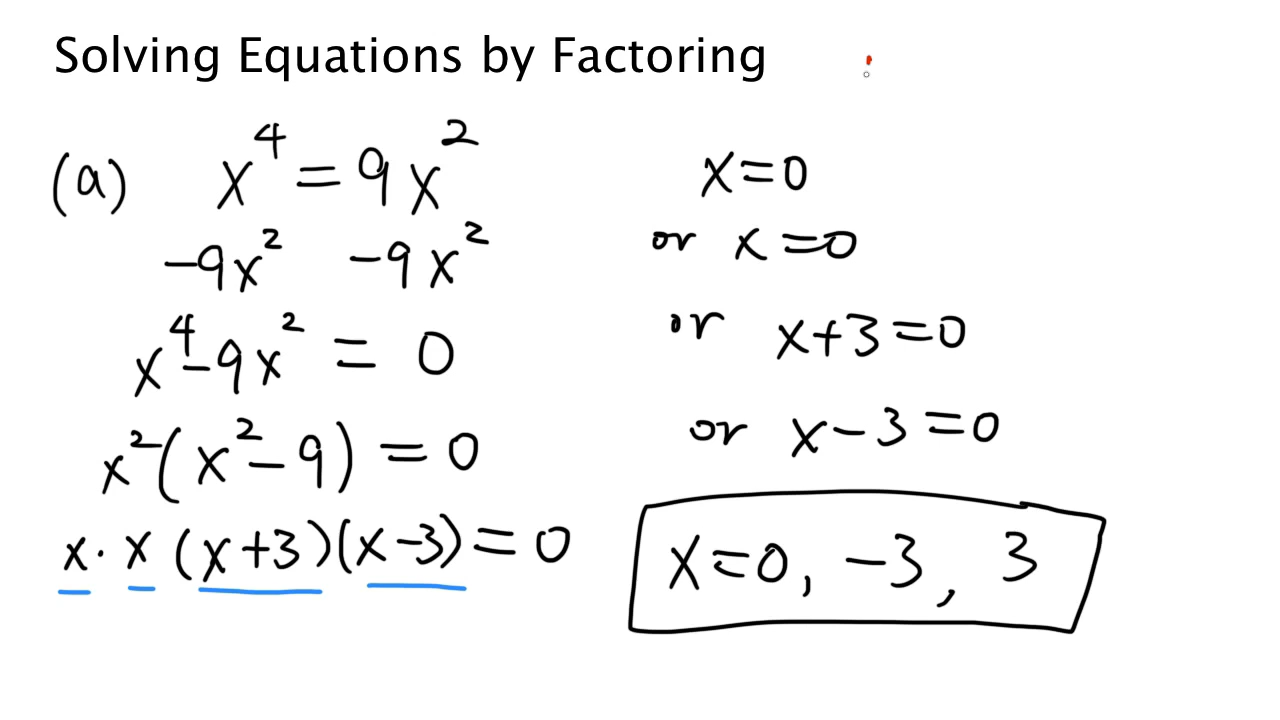 Solving Equations by Factoring
(a) x⁴ = 9x²
-9x² -9x²
x⁴-9x² = 0
x²(x²-9) = 0
x · x (x+3)(x-3) = 0
x=0
or x=0
or x+3=0
or x-3=0
x=0, -3, 3